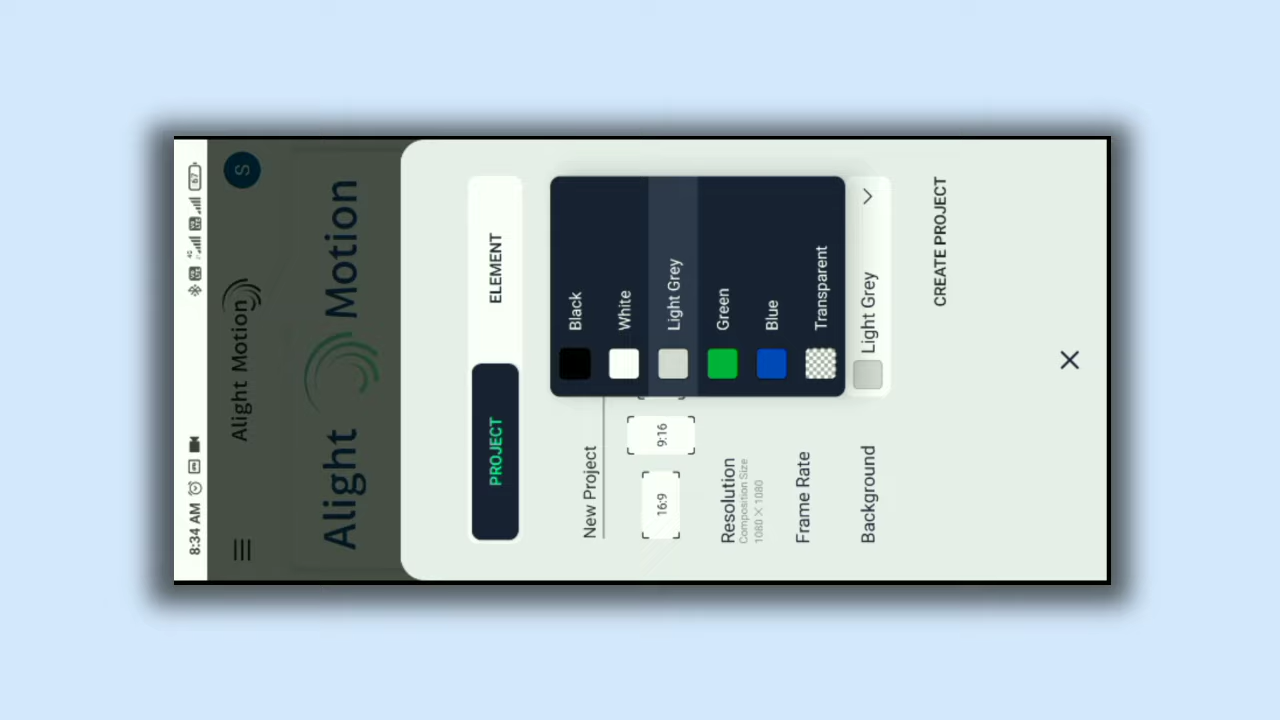 8:34 AM
67
Alight Motion
S
Alight Motion
PROJECT
ELEMENT
New Project
16:9
9:16
Resolution
Composition Size
1080 X 1080
Frame Rate
Background
Black
White
Light Grey
Green
Blue
Transparent
Light Grey
CREATE PROJECT